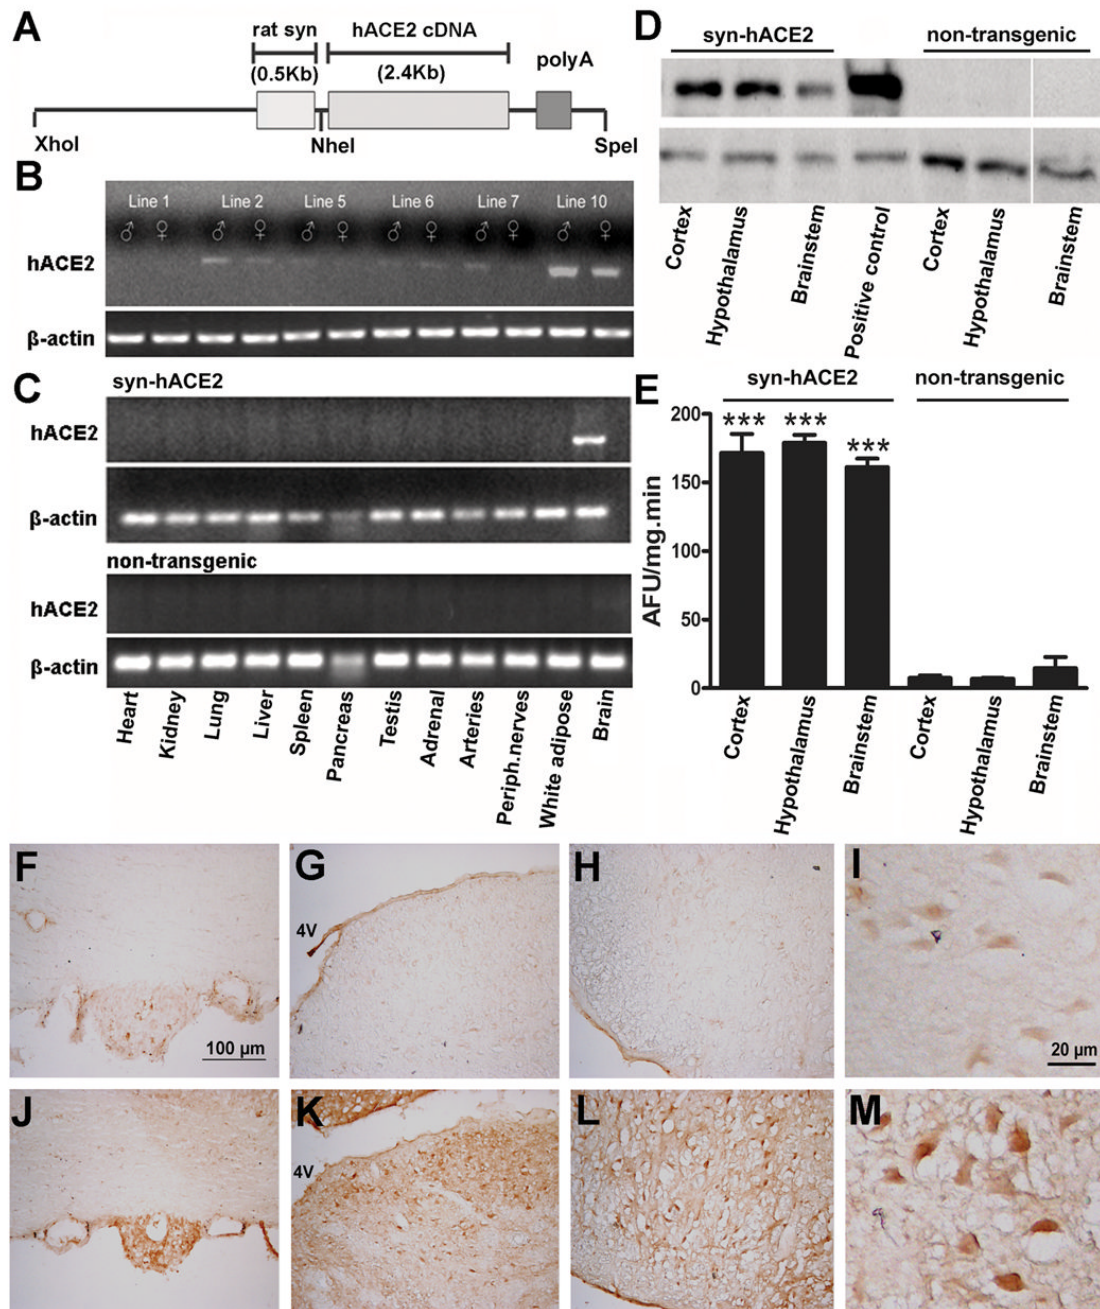 A
rat syn
hACE2 cDNA
(0.5Kb)
(2.4Kb)
polyA
XhoI
NheI
SpeI
B
Line 1 Line 2 Line 5 Line 6 Line 7 Line 10
♂ ♀ ♂ ♀ ♂ ♀ ♂ ♀ ♂ ♀ ♂ ♀
hACE2
β-actin
C
syn-hACE2
hACE2
β-actin
non-transgenic
hACE2
β-actin
Heart
Kidney
Lung
Liver
Spleen
Pancreas
Testis
Adrenal
Arteries
Periph.nerves
White adipose
Brain
D
syn-hACE2
non-transgenic
Cortex
Hypothalamus
Brainstem
Positive control
Cortex
Hypothalamus
Brainstem
E
syn-hACE2
non-transgenic
AFU/mg.min
200
150
100
50
0
*** *** ***
Cortex
Hypothalamus
Brainstem
Cortex
Hypothalamus
Brainstem
F
100 µm
G
4V
H
I
20 µm
J
K
4V
L
M